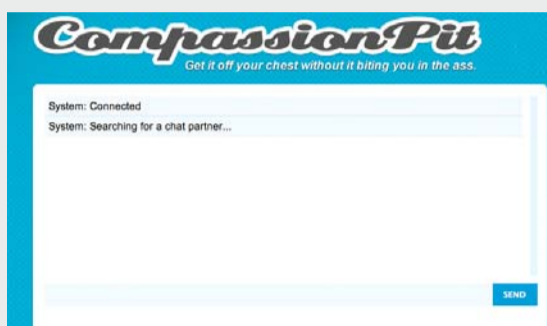 CompassionPit
Get it off your chest without it biting you in the ass.
System: Connected
System: Searching for a chat partner...
SEND